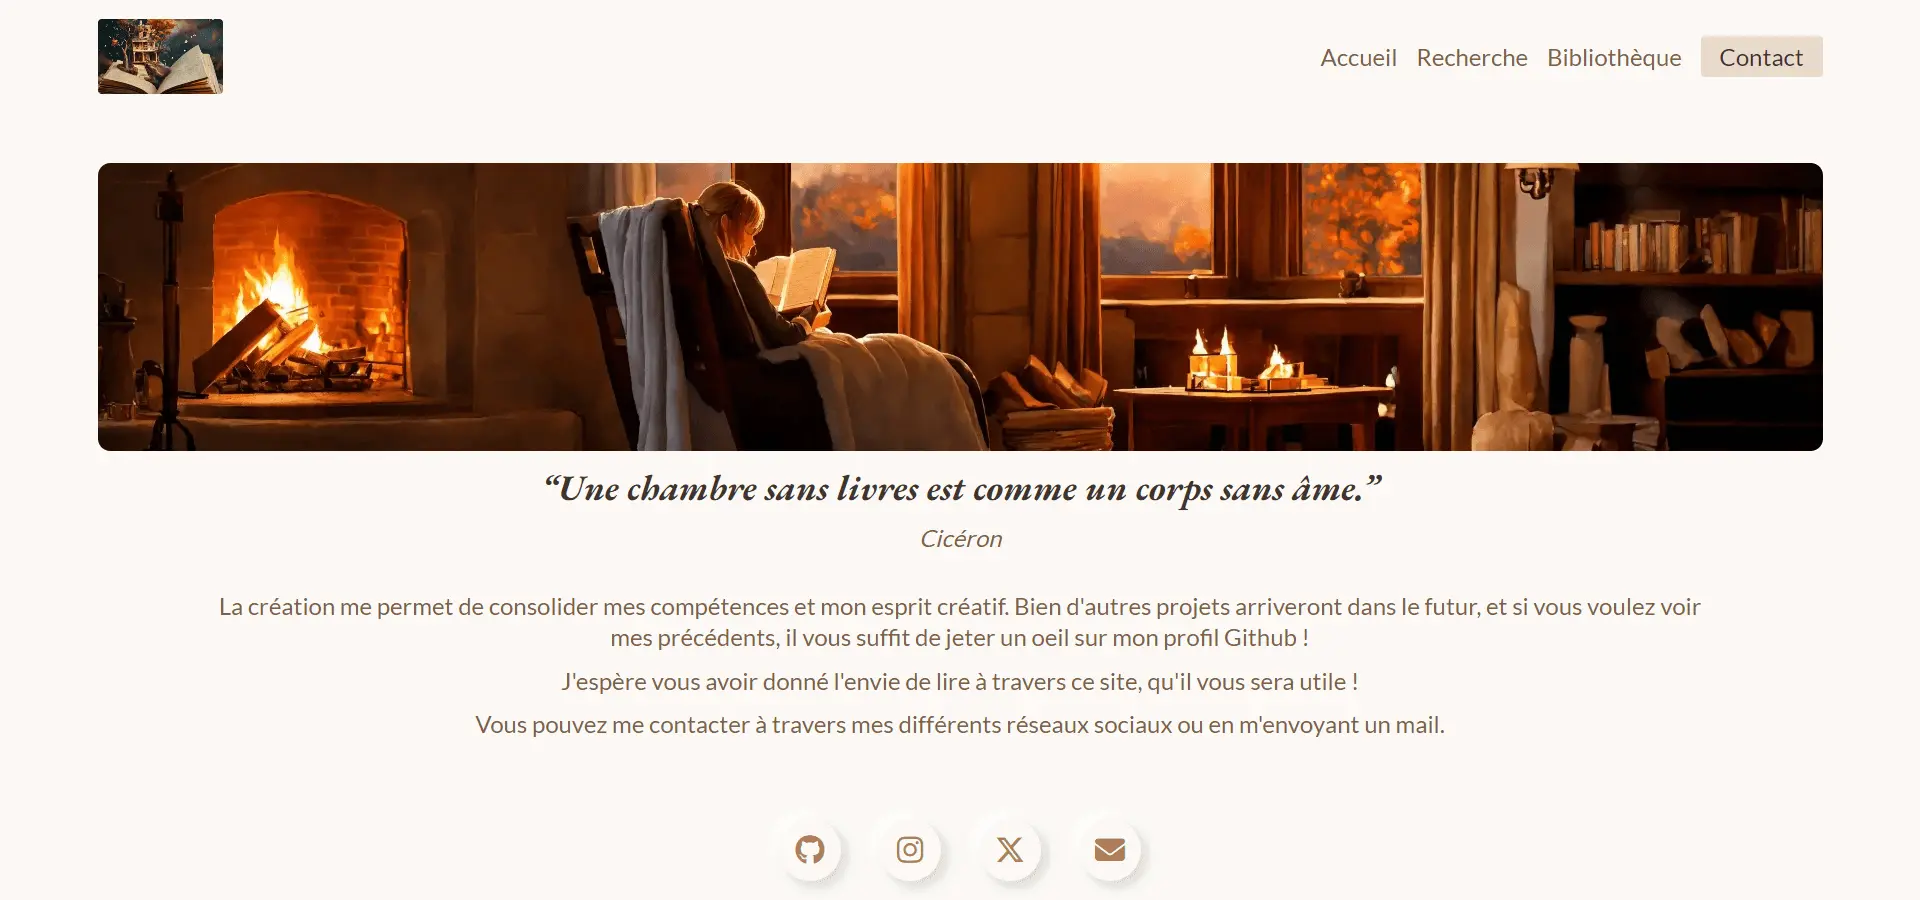 Accueil Recherche Bibliothèque Contact
“Une chambre sans livres est comme un corps sans âme.”
Cicéron
La création me permet de consolider mes compétences et mon esprit créatif. Bien d'autres projets arriveront dans le futur, et si vous voulez voir
mes précédents, il vous suffit de jeter un oeil sur mon profil Github !
J'espère vous avoir donné l'envie de lire à travers ce site, qu'il vous sera utile !
Vous pouvez me contacter à travers mes différents réseaux sociaux ou en m'envoyant un mail.